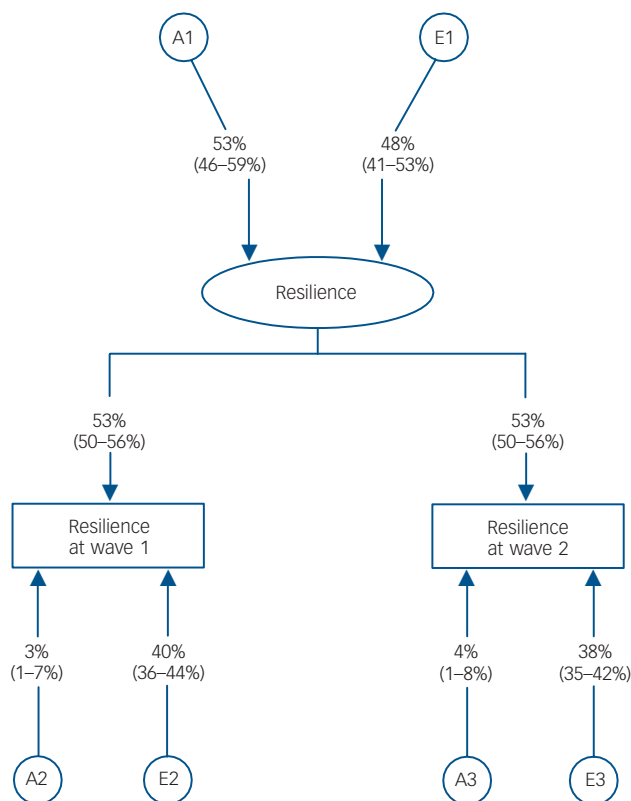 A1
E1
53%
(46–59%)
48%
(41–53%)
Resilience
53%
(50–56%)
53%
(50–56%)
Resilience
at wave 1
Resilience
at wave 2
3%
(1–7%)
40%
(36–44%)
4%
(1–8%)
38%
(35–42%)
A2
E2
A3
E3